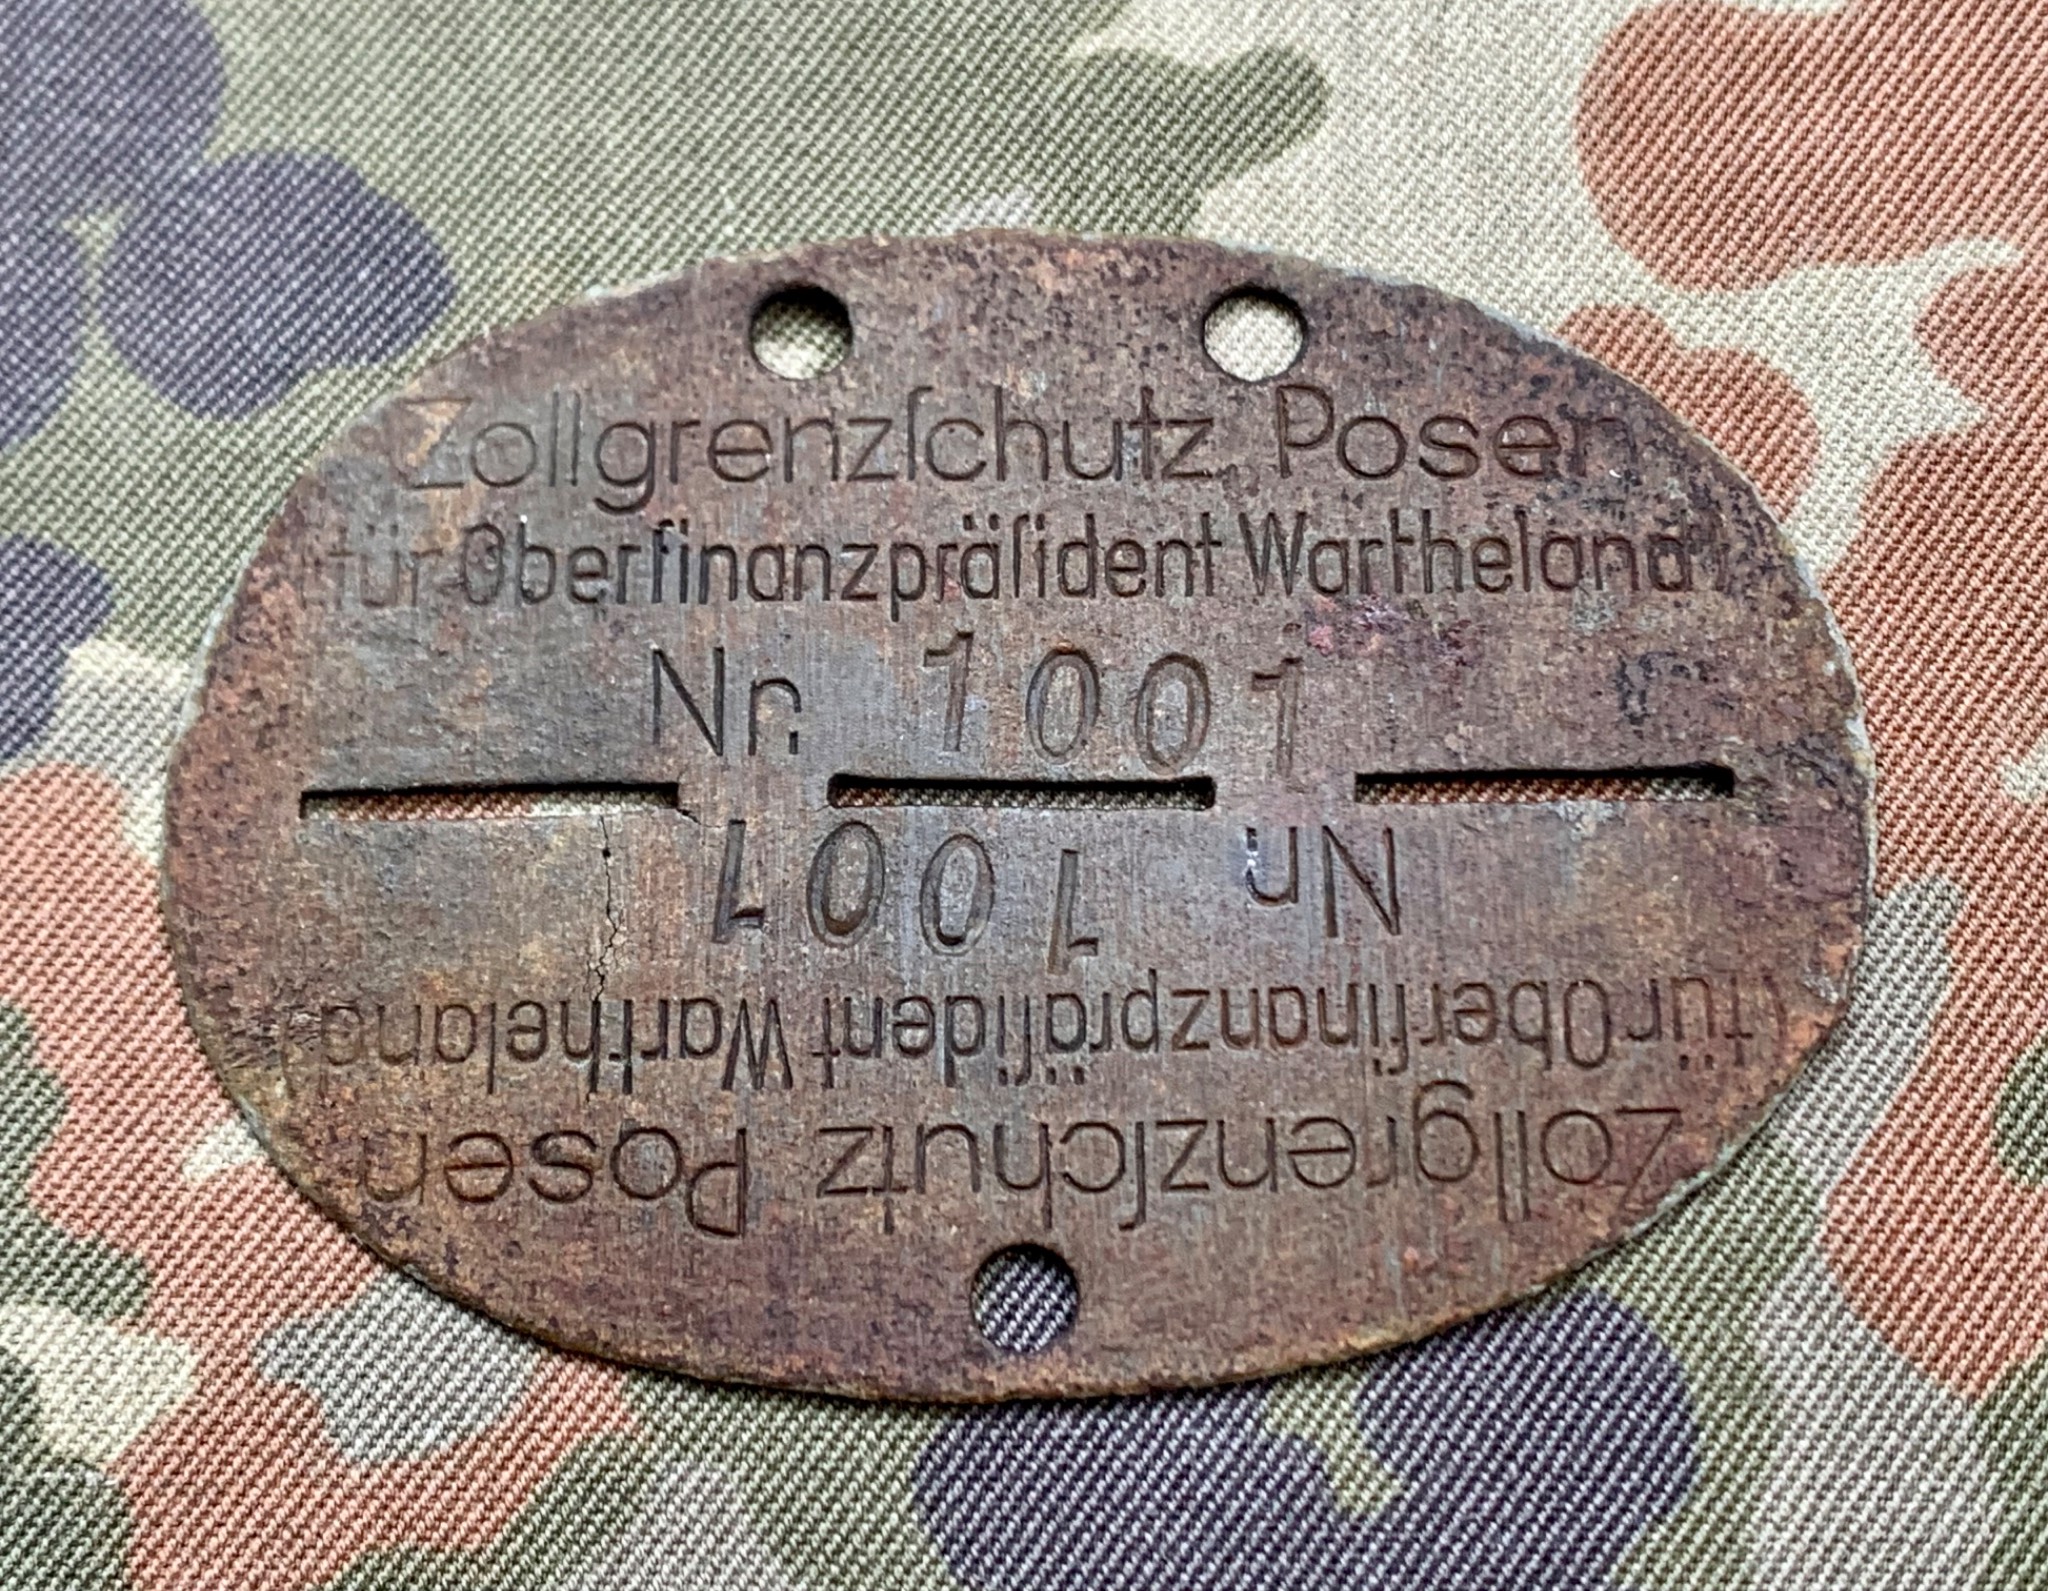 Zollgrenzſchutz Posen
für Oberfinanzpräſident Wartheland
Nr. 1001
Nr. 1001
für Oberfinanzpräſident Wartheland
Zollgrenzſchutz Posen